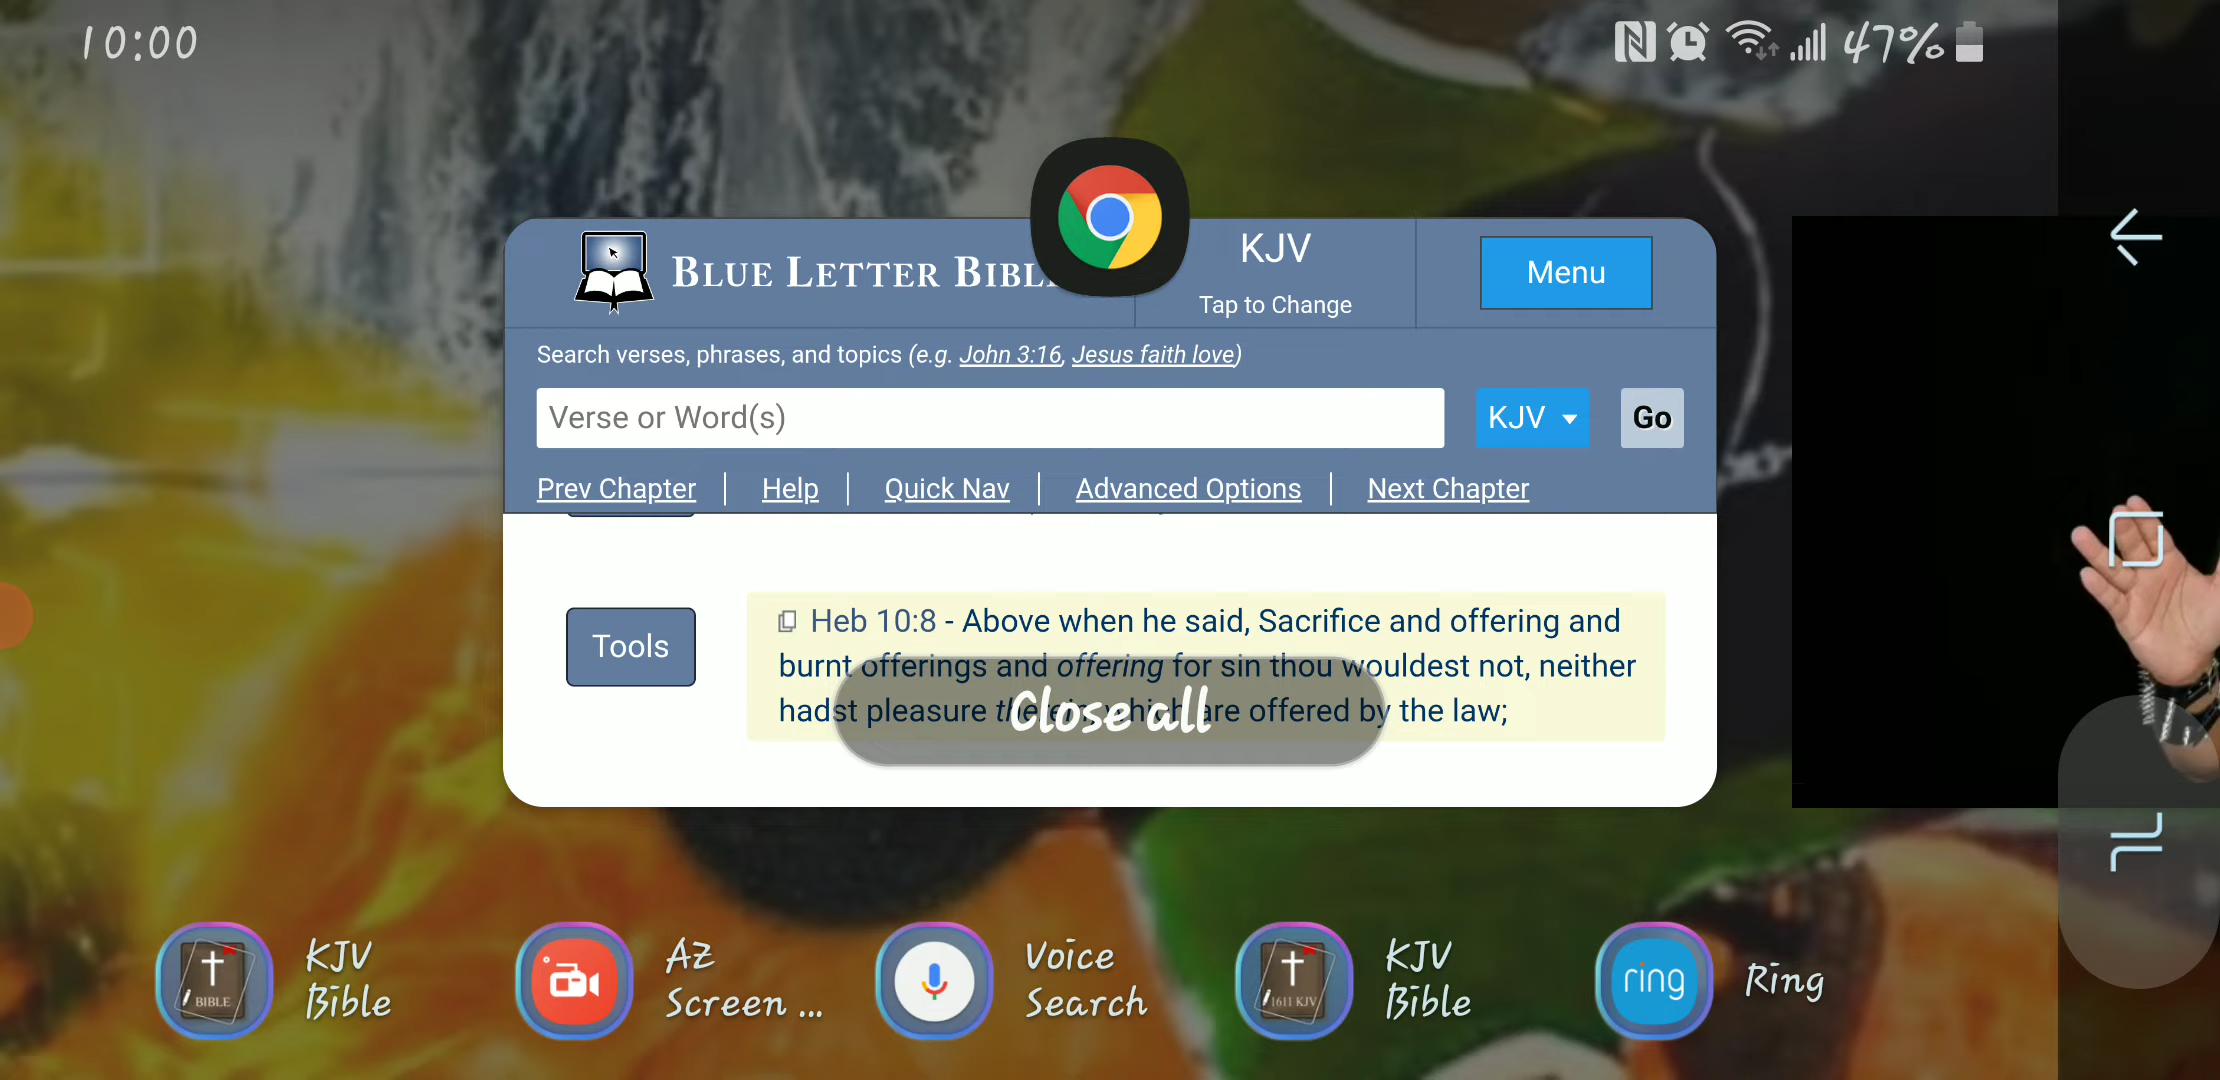 10:00
47%
BLUE LETTER BIBL
KJV
Tap to Change
Menu
Search verses, phrases, and topics (e.g. John 3:16, Jesus faith love)
Verse or Word(s)
KJV
Go
Prev Chapter | Help | Quick Nav | Advanced Options | Next Chapter
Tools
Heb 10:8 - Above when he said, Sacrifice and offering and
burnt offerings and offering for sin thou wouldest not, neither
hadst pleasure therein, which are offered by the law;
Close all
BIBLE
KJV
Bible
AZ
Screen ...
Voice
Search
1611 KJV
KJV
Bible
ring
Ring